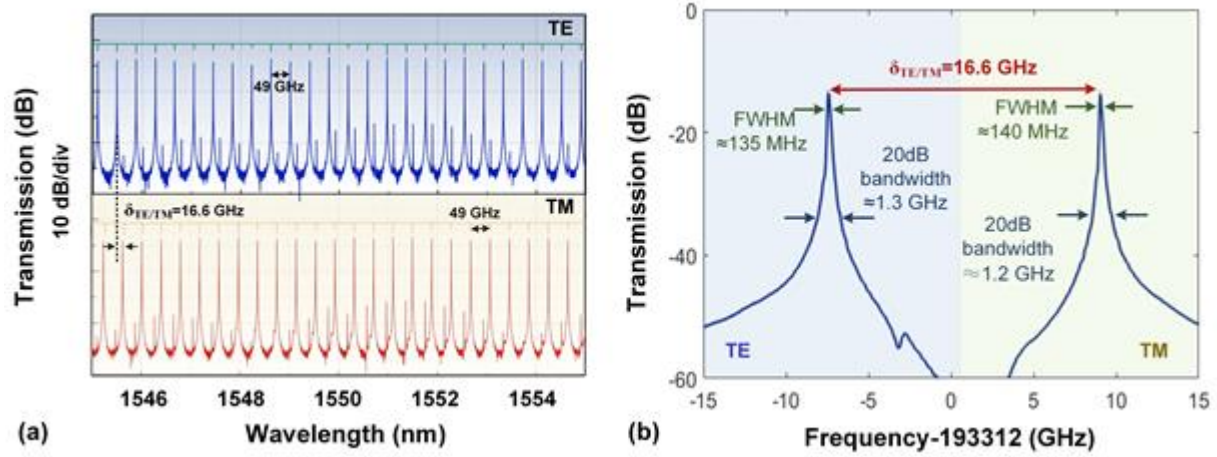 Transmission (dB)
10 dB/div
TE
49 GHz
δTE/TM=16.6 GHz
TM
49 GHz
1546 1548 1550 1552 1554
(a)
Wavelength (nm)
Transmission (dB)
0
-20
-40
-60
δTE/TM=16.6 GHz
FWHM
≈135 MHz
FWHM
≈140 MHz
20dB
bandwidth
≈1.3 GHz
20dB
bandwidth
≈1.2 GHz
TE
TM
-15 -10 -5 0 5 10 15
(b)
Frequency-193312 (GHz)